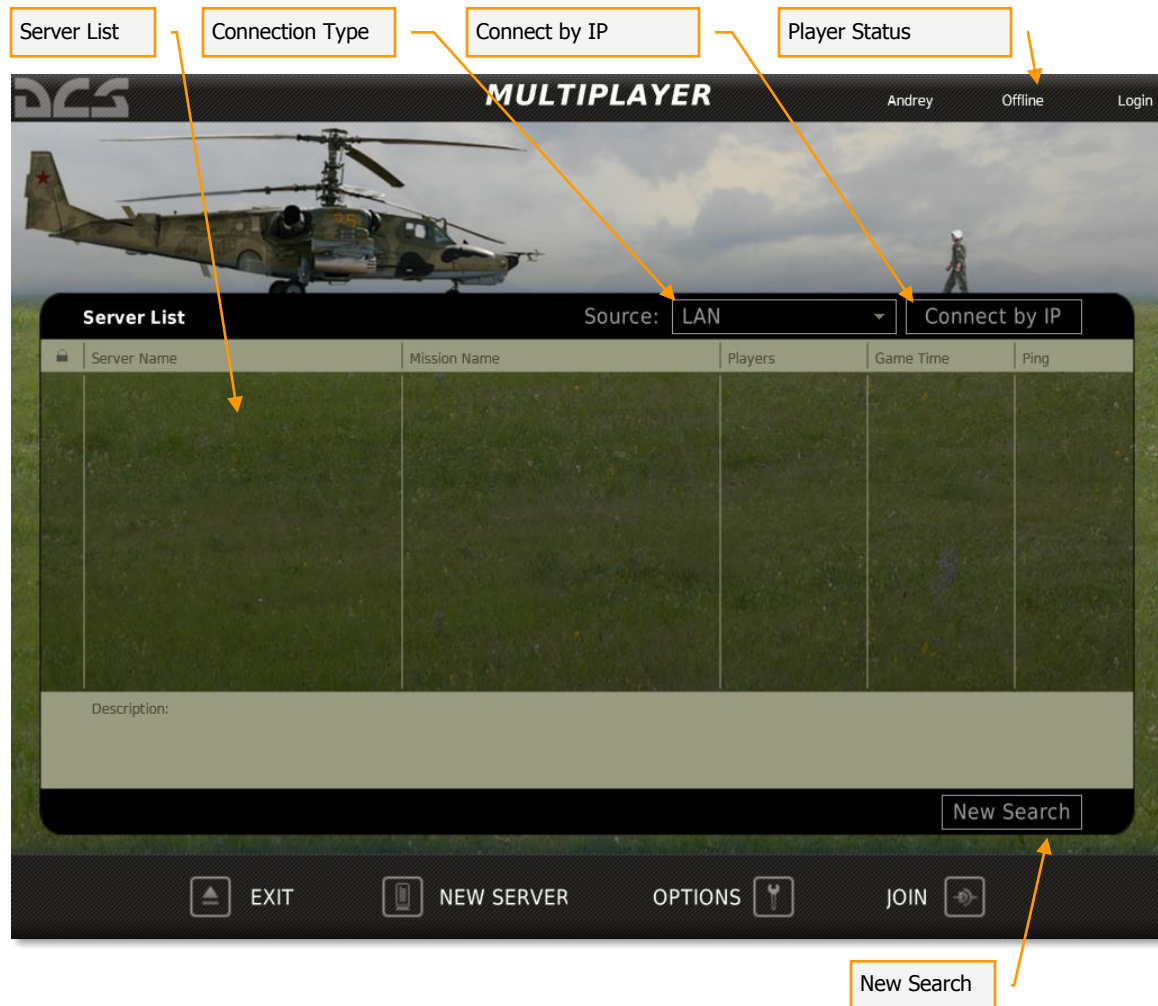 Server List
Connection Type
Connect by IP
Player Status
DCS
MULTIPLAYER
Andrey
Offline
Login
25
Server List
Source:
LAN
Connect by IP
Server Name
Mission Name
Players
Game Time
Ping
Description:
New Search
EXIT
NEW SERVER
OPTIONS
JOIN
New Search